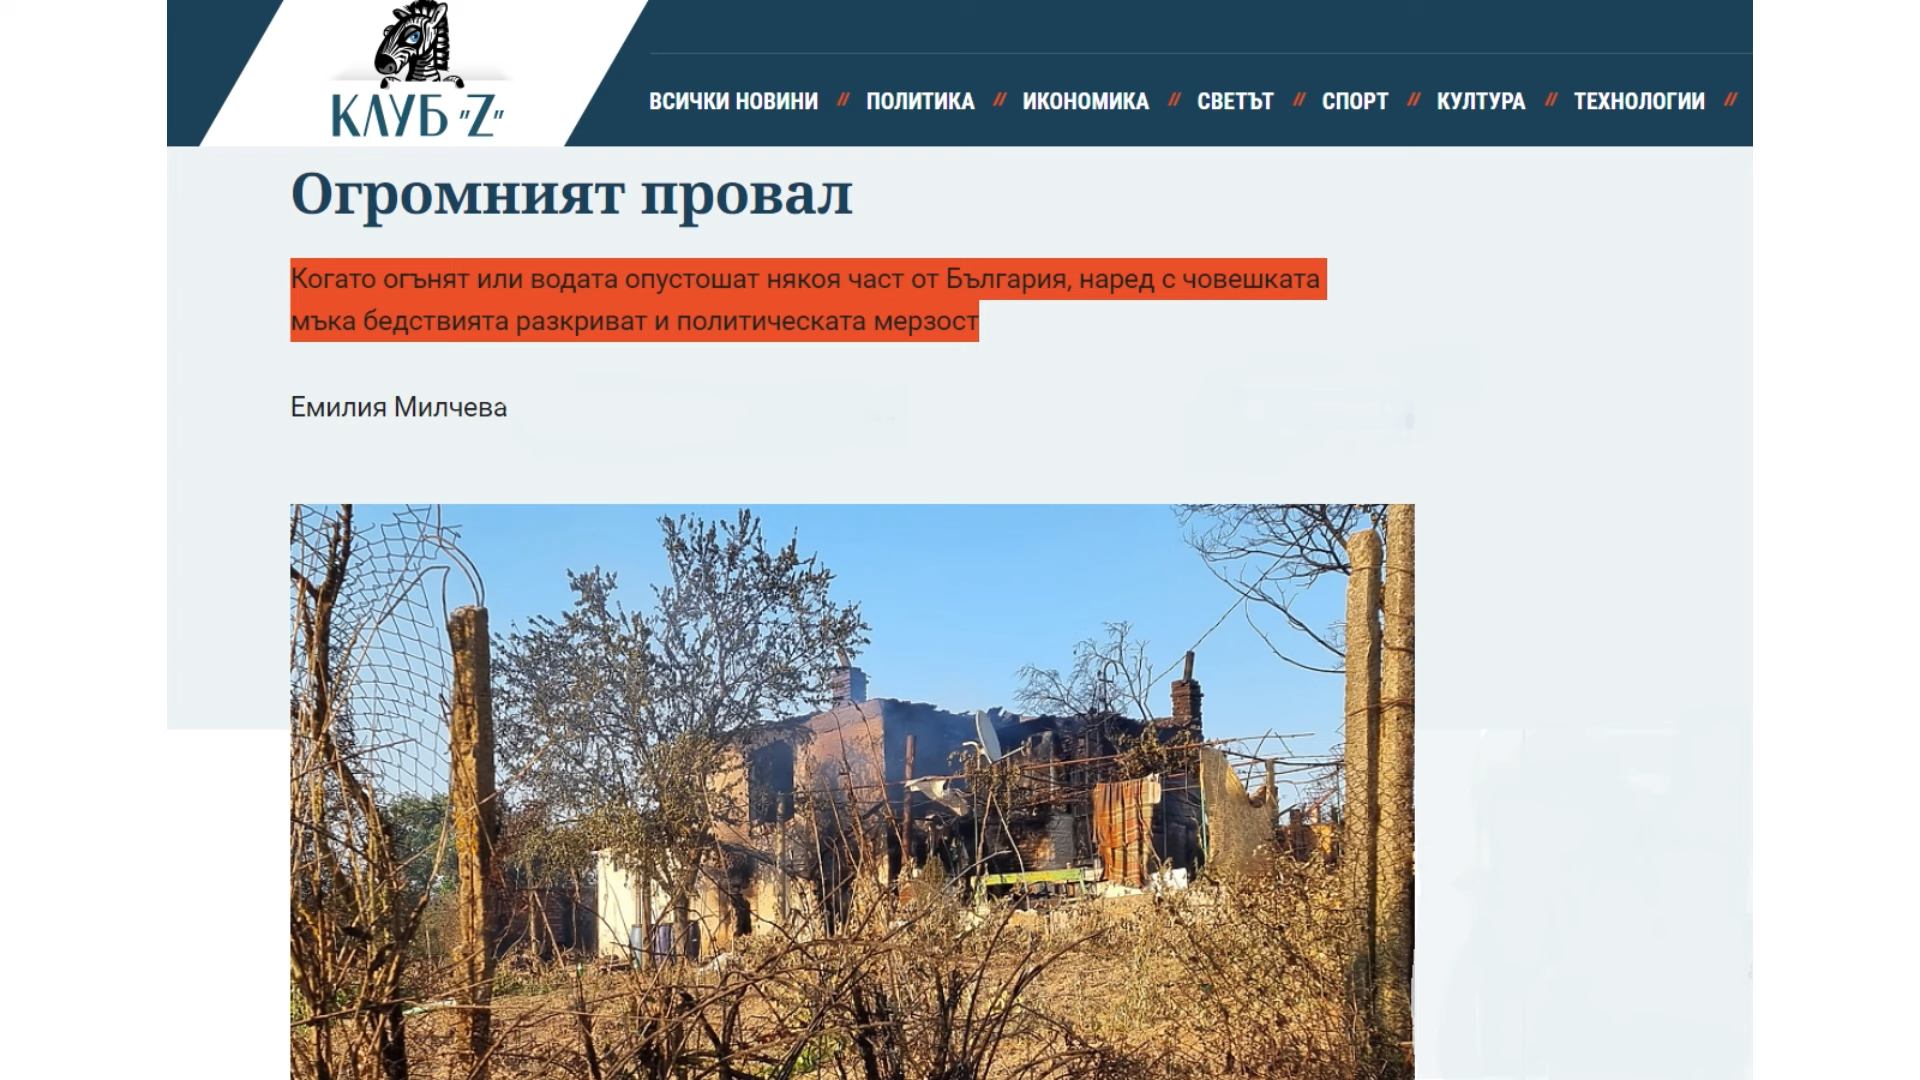 КЛУБ "Z"
ВСИЧКИ НОВИНИ // ПОЛИТИКА // ИКОНОМИКА // СВЕТЪТ // СПОРТ // КУЛТУРА // ТЕХНОЛОГИИ //
Огромният провал
Когато огънят или водата опустошат някоя част от България, наред с човешката
мъка бедствията разкриват и политическата мерзост
Емилия Милчева